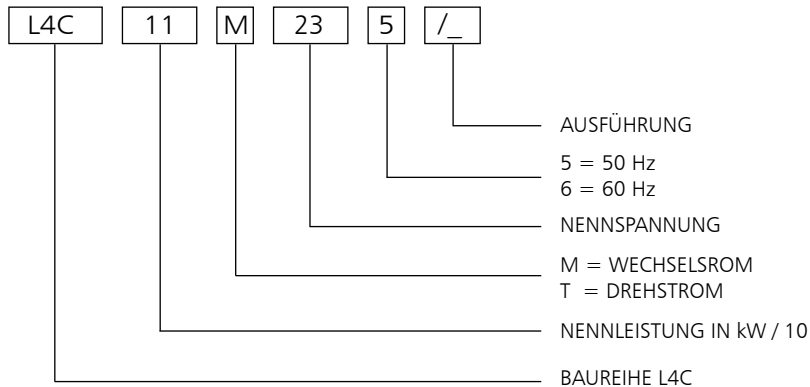 L4C 11 M 23 5 /_
AUSFÜHRUNG
5 = 50 Hz
6 = 60 Hz
NENNSPANNUNG
M = WECHSELSROM
T = DREHSTROM
NENNLEISTUNG IN kW / 10
BAUREIHE L4C